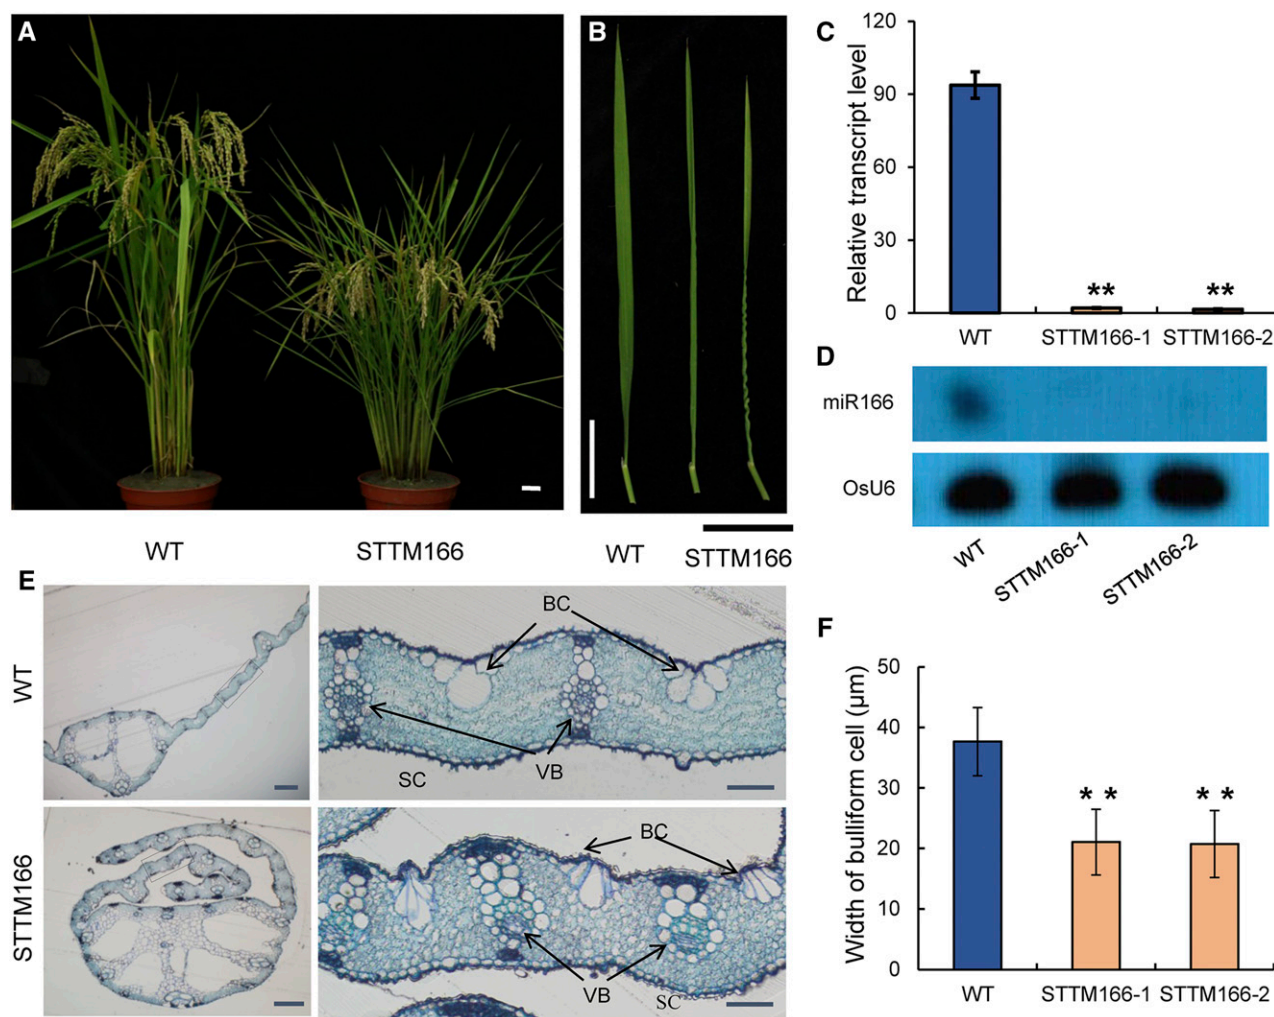 A
WT
STTM166
B
WT
STTM166
C
Relative transcript level
120
90
60
30
0
**
**
WT
STTM166-1
STTM166-2
D
miR166
OsU6
WT
STTM166-1
STTM166-2
E
WT
BC
SC
VB
STTM166
BC
VB
SC
F
Width of bulliform cell (µm)
50
40
30
20
10
0
* *
* *
WT
STTM166-1
STTM166-2